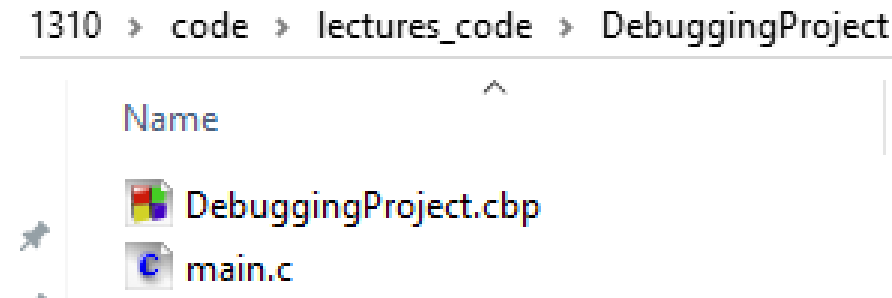 1310 > code > lectures_code > DebuggingProject
Name
DebuggingProject.cbp
C main.c